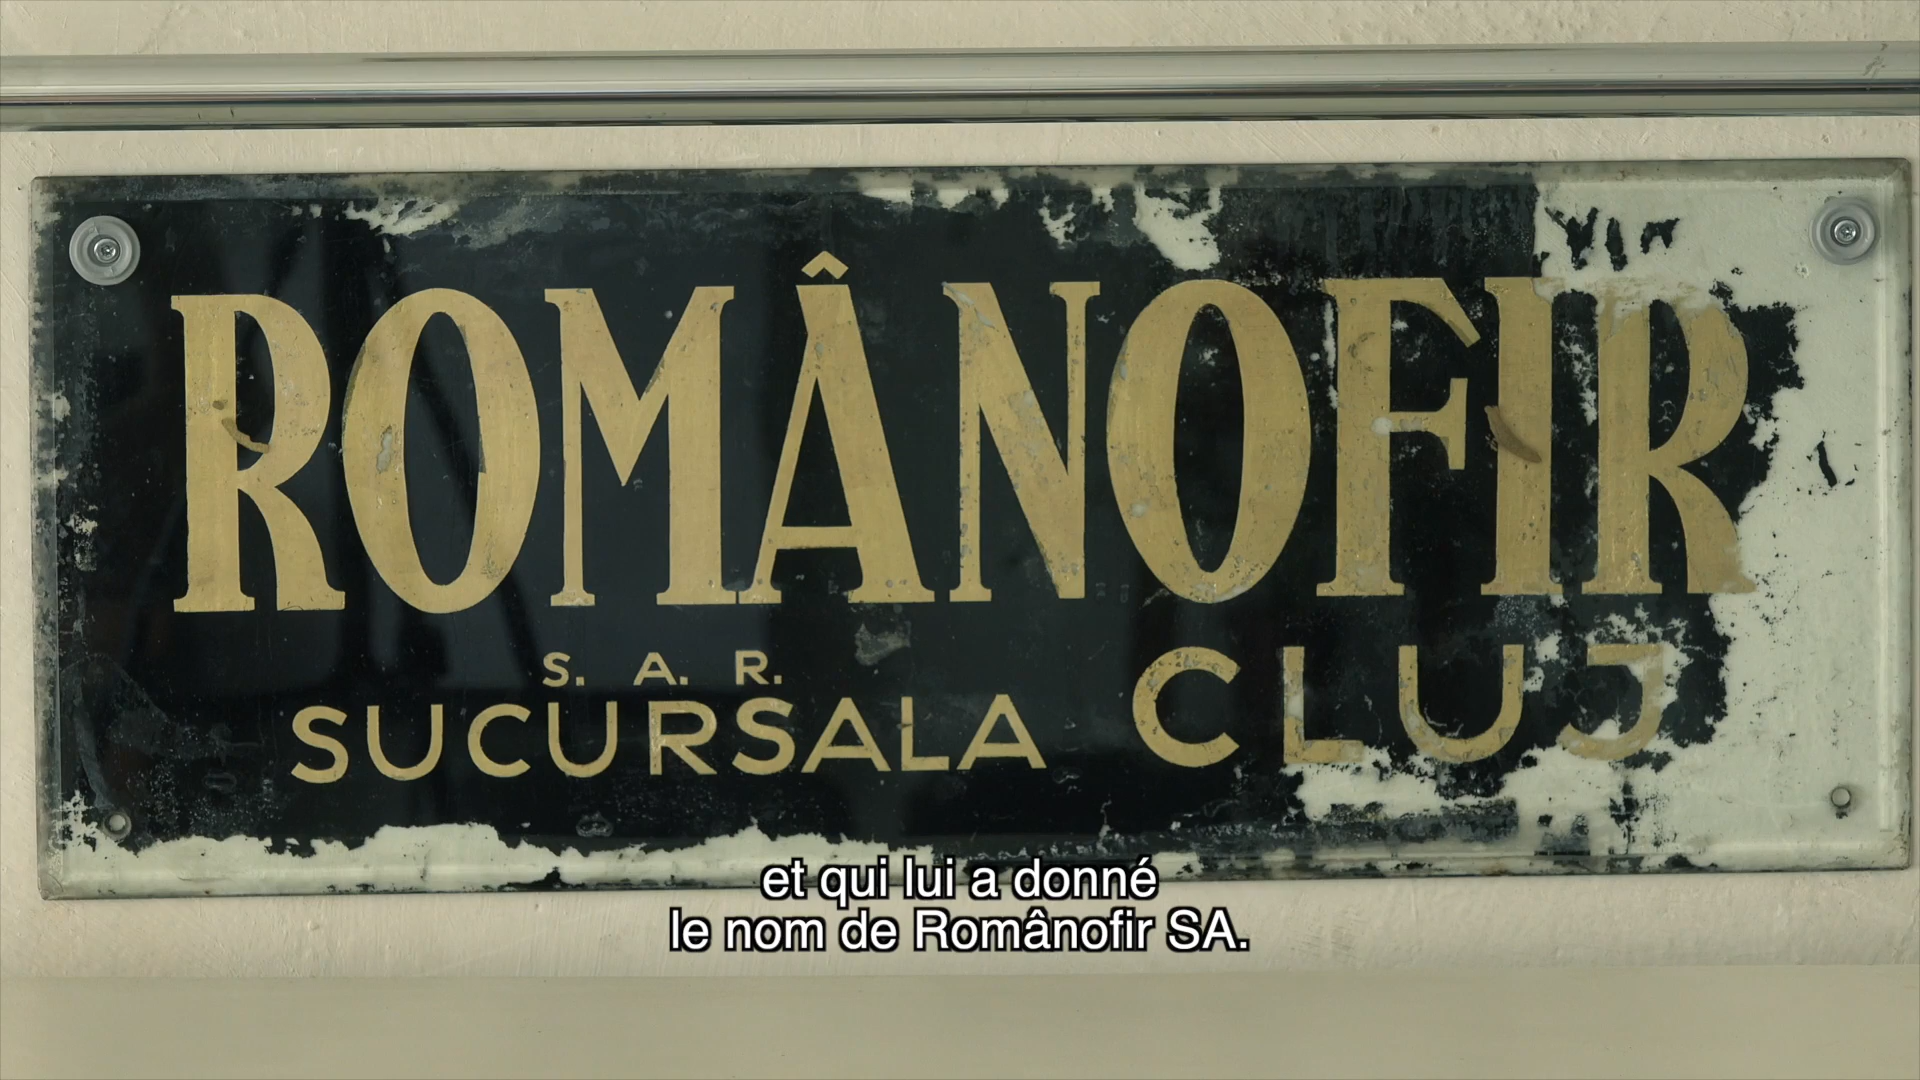 ROMÂNOFIR
S. A. R.
SUCURSALA CLUJ
et qui lui a donné
le nom de Românofir SA.